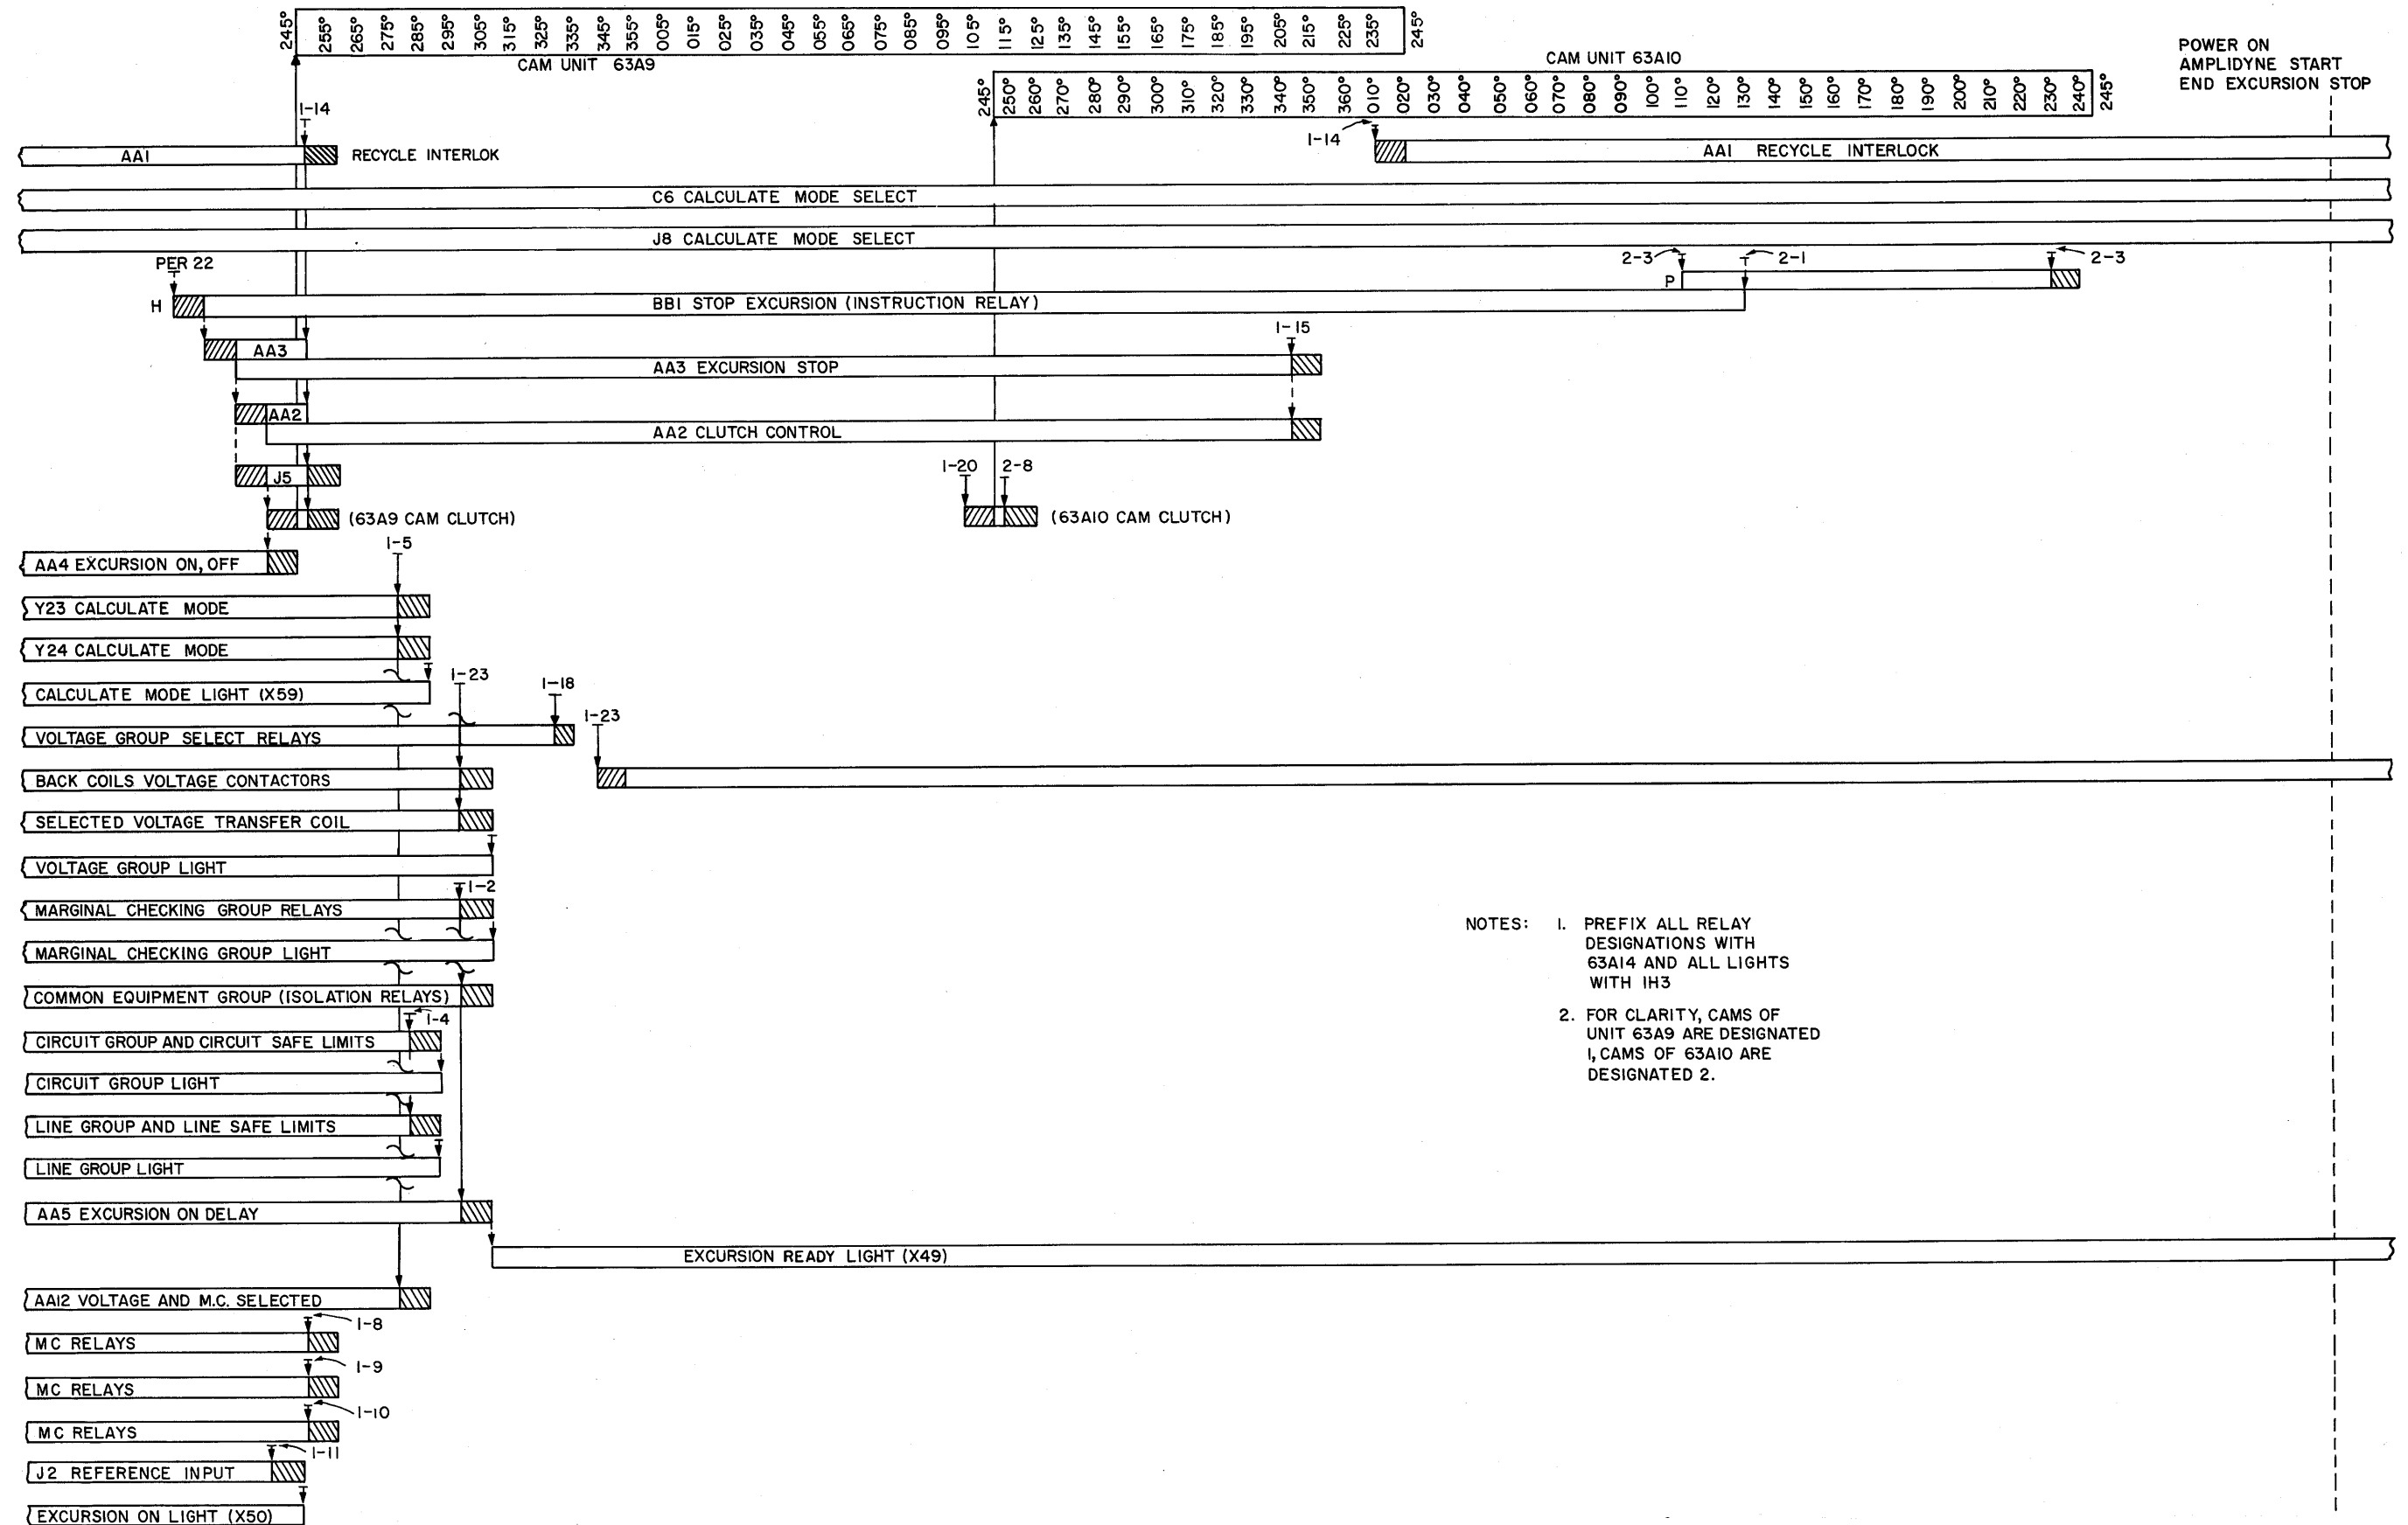 245° 255° 265° 275° 285° 295° 305° 315° 325° 335° 345° 355° 005° 015° 025° 035° 045° 055° 065° 075° 085° 095° 105° 115° 125° 135° 145° 155° 165° 175° 185° 195° 205° 215° 225° 235° 245°
CAM UNIT 63A9
CAM UNIT 63A10
245° 250° 260° 270° 280° 290° 300° 310° 320° 330° 340° 350° 360° 010° 020° 030° 040° 050° 060° 070° 080° 090° 100° 110° 120° 130° 140° 150° 160° 170° 180° 190° 200° 210° 220° 230° 240° 245°
POWER ON
AMPLIDYNE START
END EXCURSION STOP
1-14
1-14
AA1
RECYCLE INTERLOK
AA1 RECYCLE INTERLOCK
C6 CALCULATE MODE SELECT
J8 CALCULATE MODE SELECT
PER 22
2-3
2-1
2-3
P
H
BB1 STOP EXCURSION (INSTRUCTION RELAY)
1-15
AA3
AA3 EXCURSION STOP
AA2
AA2 CLUTCH CONTROL
1-20
2-8
J5
(63A9 CAM CLUTCH)
(63A10 CAM CLUTCH)
1-5
AA4 EXCURSION ON, OFF
Y23 CALCULATE MODE
Y24 CALCULATE MODE
1-23
1-18
CALCULATE MODE LIGHT (X59)
1-23
VOLTAGE GROUP SELECT RELAYS
BACK COILS VOLTAGE CONTACTORS
SELECTED VOLTAGE TRANSFER COIL
VOLTAGE GROUP LIGHT
1-2
MARGINAL CHECKING GROUP RELAYS
MARGINAL CHECKING GROUP LIGHT
COMMON EQUIPMENT GROUP (ISOLATION RELAYS)
1-4
CIRCUIT GROUP AND CIRCUIT SAFE LIMITS
CIRCUIT GROUP LIGHT
LINE GROUP AND LINE SAFE LIMITS
LINE GROUP LIGHT
AA5 EXCURSION ON DELAY
EXCURSION READY LIGHT (X49)
AA12 VOLTAGE AND M.C. SELECTED
1-8
MC RELAYS
1-9
MC RELAYS
1-10
MC RELAYS
1-11
J2 REFERENCE INPUT
EXCURSION ON LIGHT (X50)
NOTES: 1. PREFIX ALL RELAY
DESIGNATIONS WITH
63A14 AND ALL LIGHTS
WITH 1H3
2. FOR CLARITY, CAMS OF
UNIT 63A9 ARE DESIGNATED
1, CAMS OF 63A10 ARE
DESIGNATED 2.